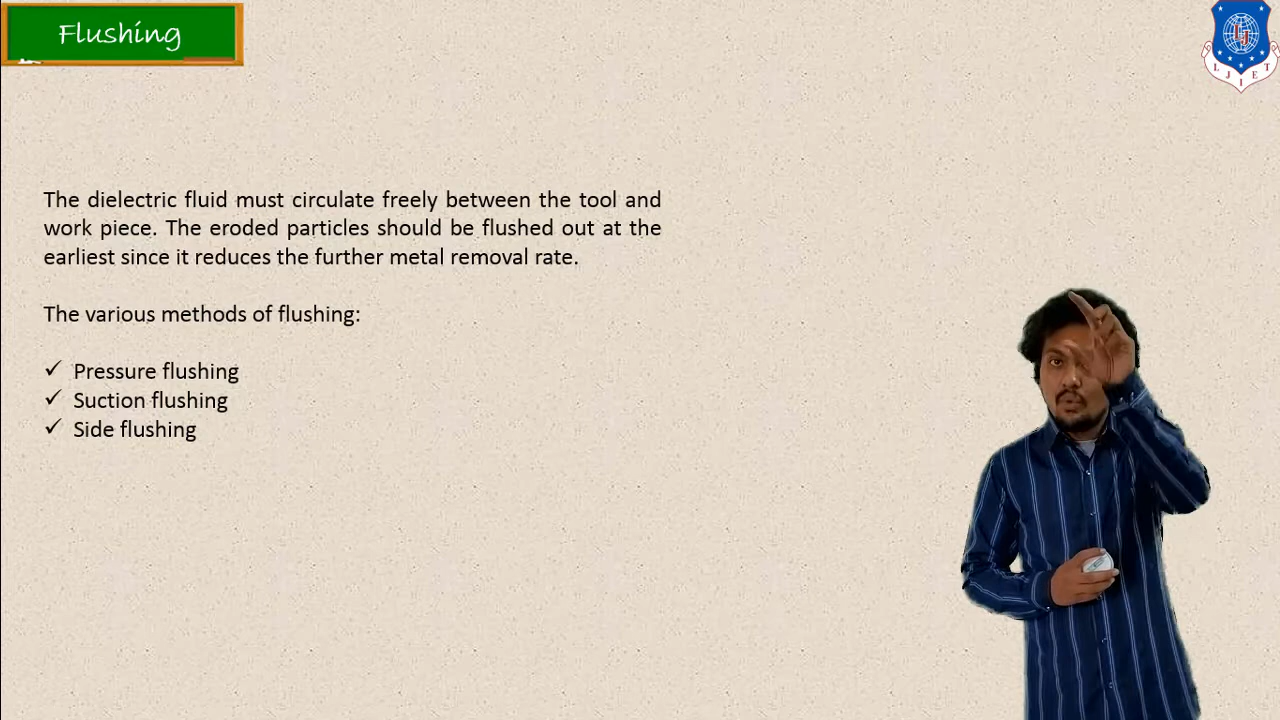 Flushing
The dielectric fluid must circulate freely between the tool and
work piece. The eroded particles should be flushed out at the
earliest since it reduces the further metal removal rate.
The various methods of flushing:
✓ Pressure flushing
✓ Suction flushing
✓ Side flushing
LJ
L J I E T